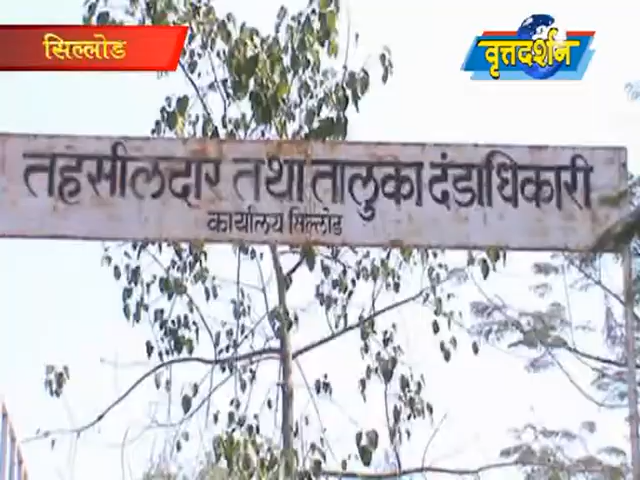 सिल्लोड
वृत्तदर्शन
तहसीलदार तथा तालुका दंडाधिकारी
कार्यालय सिल्लोड